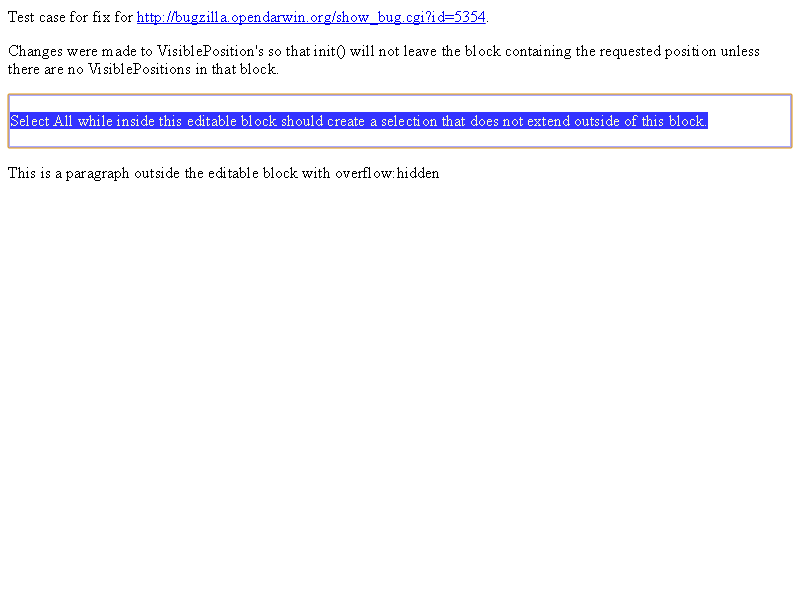 Test case for fix for http://bugzilla.opendarwin.org/show_bug.cgi?id=5354.
Changes were made to VisiblePosition's so that init() will not leave the block containing the requested position unless
there are no VisiblePositions in that block.
Select All while inside this editable block should create a selection that does not extend outside of this block.
This is a paragraph outside the editable block with overflow:hidden